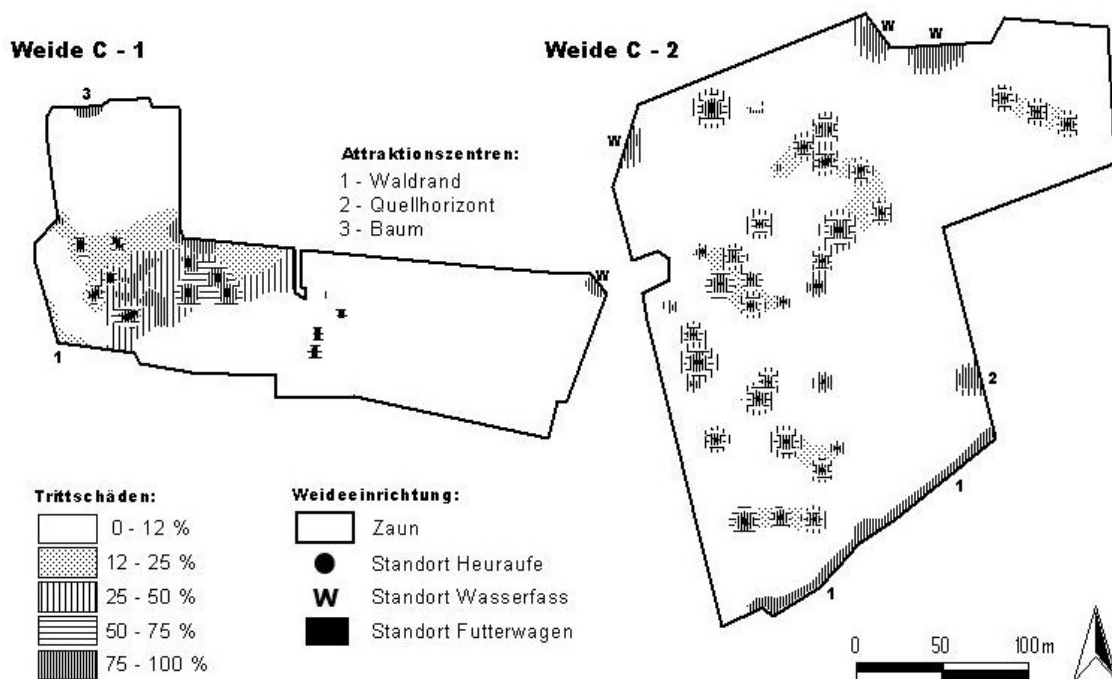 Weide C - 1
3
Attraktionszentren:
1 - Waldrand
2 - Quellhorizont
3 - Baum
W
1
Weide C - 2
W
W
W
2
1
1
Trittschäden:
0 - 12 %
12 - 25 %
25 - 50 %
50 - 75 %
75 - 100 %
Weideeinrichtung:
Zaun
Standort Heuraufe
W Standort Wasserfass
Standort Futterwagen
0 50 100 m